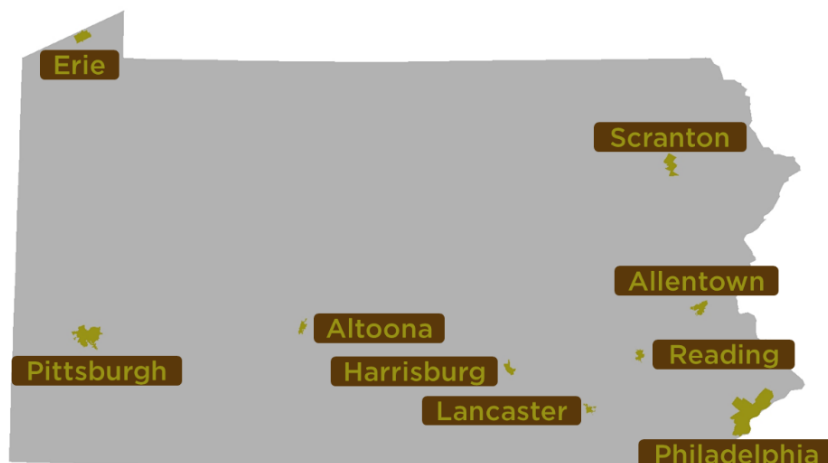 Erie
Scranton
Allentown
Altoona
Reading
Pittsburgh
Harrisburg
Lancaster
Philadelphia